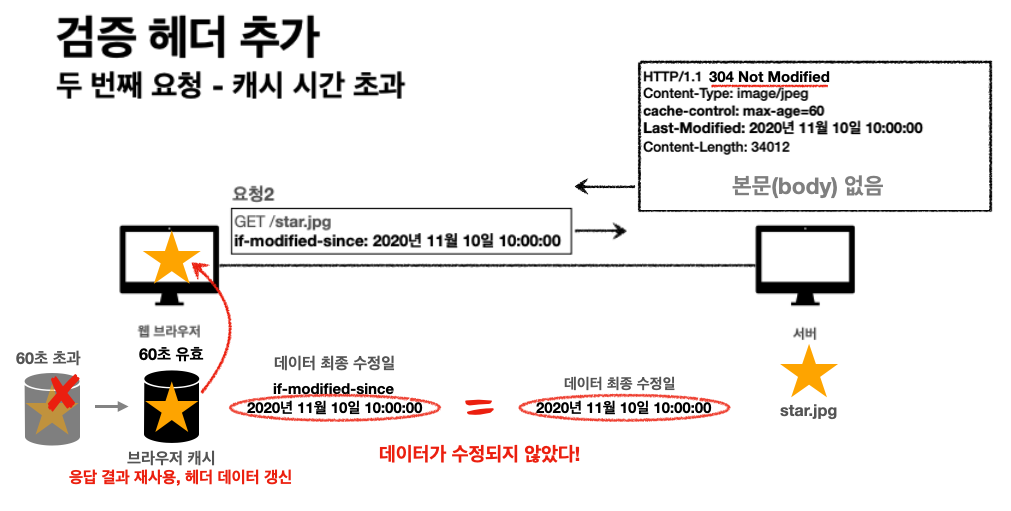 검증 헤더 추가
두 번째 요청 - 캐시 시간 초과
HTTP/1.1 304 Not Modified
Content-Type: image/jpeg
cache-control: max-age=60
Last-Modified: 2020년 11월 10일 10:00:00
Content-Length: 34012
본문(body) 없음
요청2
GET /star.jpg
if-modified-since: 2020년 11월 10일 10:00:00
웹 브라우저
서버
60초 초과
60초 유효
데이터 최종 수정일
if-modified-since
2020년 11월 10일 10:00:00
=
데이터 최종 수정일
2020년 11월 10일 10:00:00
star.jpg
브라우저 캐시
응답 결과 재사용, 헤더 데이터 갱신
데이터가 수정되지 않았다!